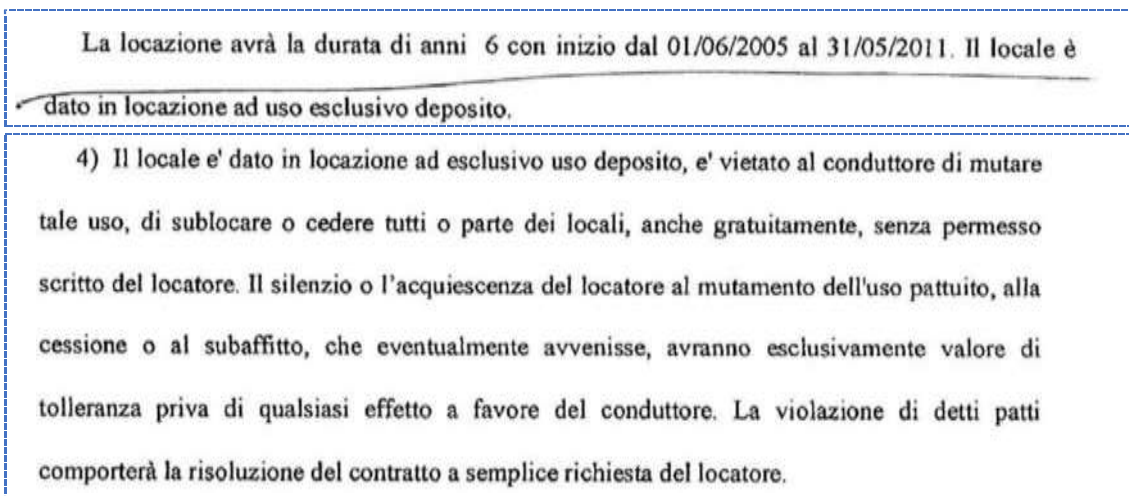 La locazione avrà la durata di anni 6 con inizio dal 01/06/2005 al 31/05/2011. Il locale è
dato in locazione ad uso esclusivo deposito.
4) Il locale e' dato in locazione ad esclusivo uso deposito, e' vietato al conduttore di mutare
tale uso, di sublocare o cedere tutti o parte dei locali, anche gratuitamente, senza permesso
scritto del locatore. Il silenzio o l'acquiescenza del locatore al mutamento dell'uso pattuito, alla
cessione o al subaffitto, che eventualmente avvenisse, avranno esclusivamente valore di
tolleranza priva di qualsiasi effetto a favore del conduttore. La violazione di detti patti
comporterà la risoluzione del contratto a semplice richiesta del locatore.